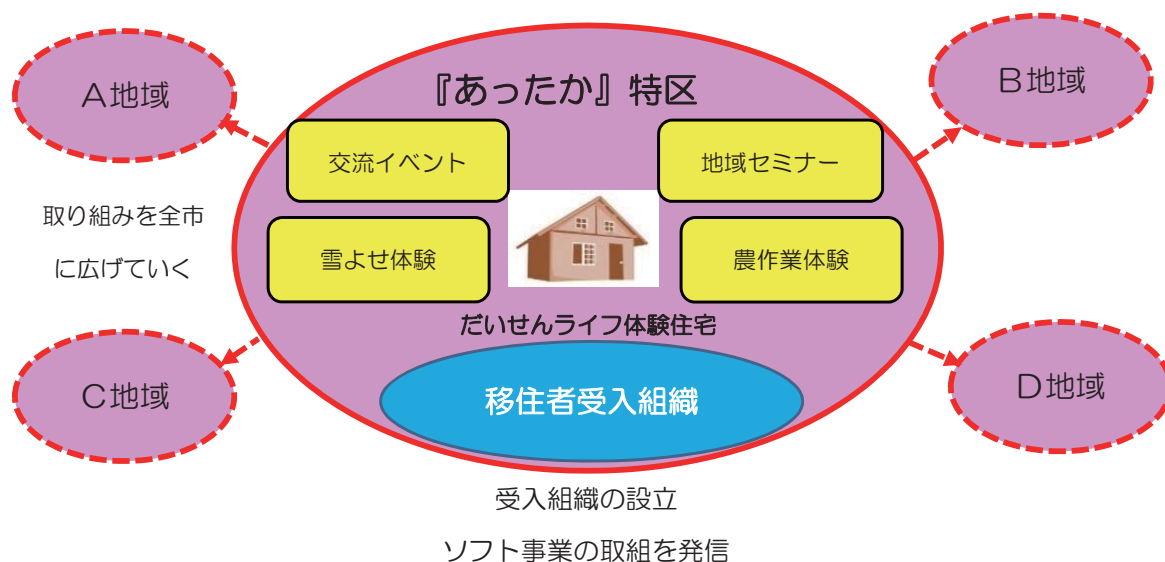 『あったか』特区
A地域
B地域
交流イベント
地域セミナー
取り組みを全市
に広げていく
雪よせ体験
農作業体験
だいせんライフ体験住宅
移住者受入組織
C地域
D地域
受入組織の設立
ソフト事業の取組を発信